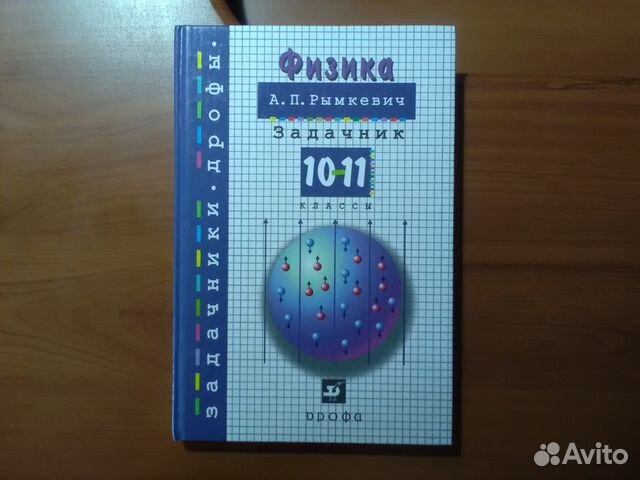 Физика
А.П.Рымкевич
Задачник
10-11
классы
дрофа
задачники.дрофы.
Avito